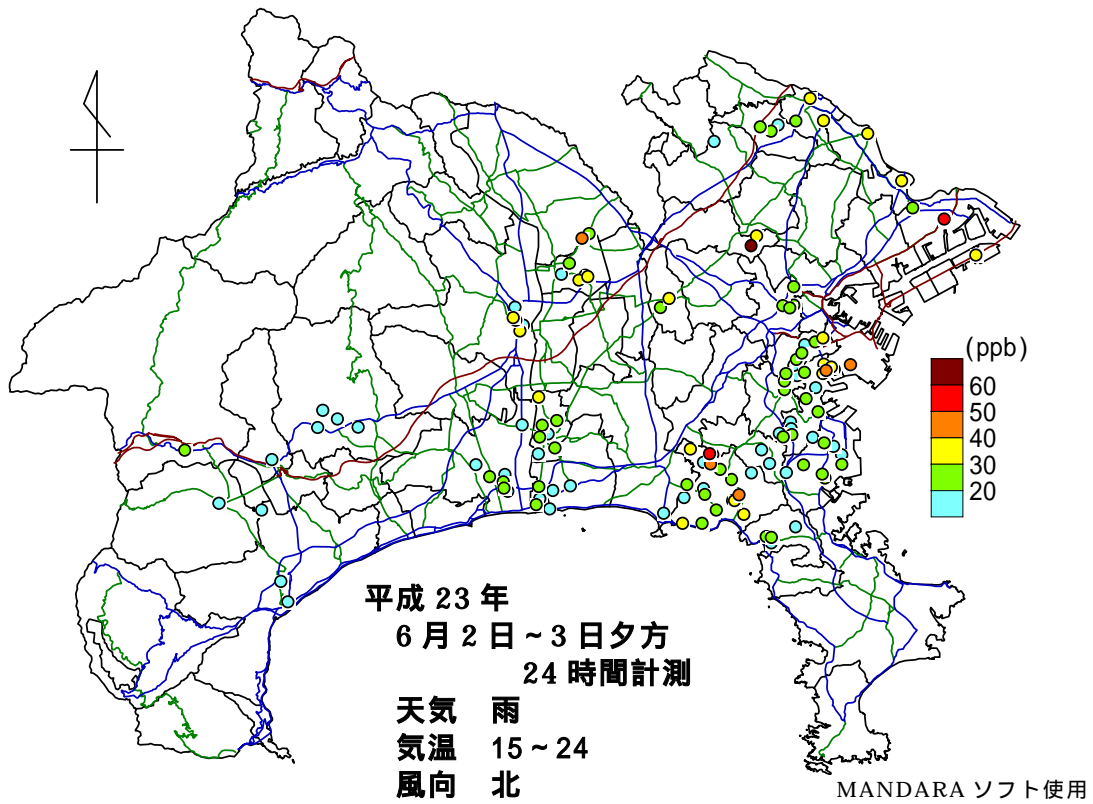 (ppb)
60
50
40
30
20
平成 23 年
6 月 2 日～3 日夕方
24 時間計測
天気 雨
気温 15～24
風向 北
MANDARA ソフト使用